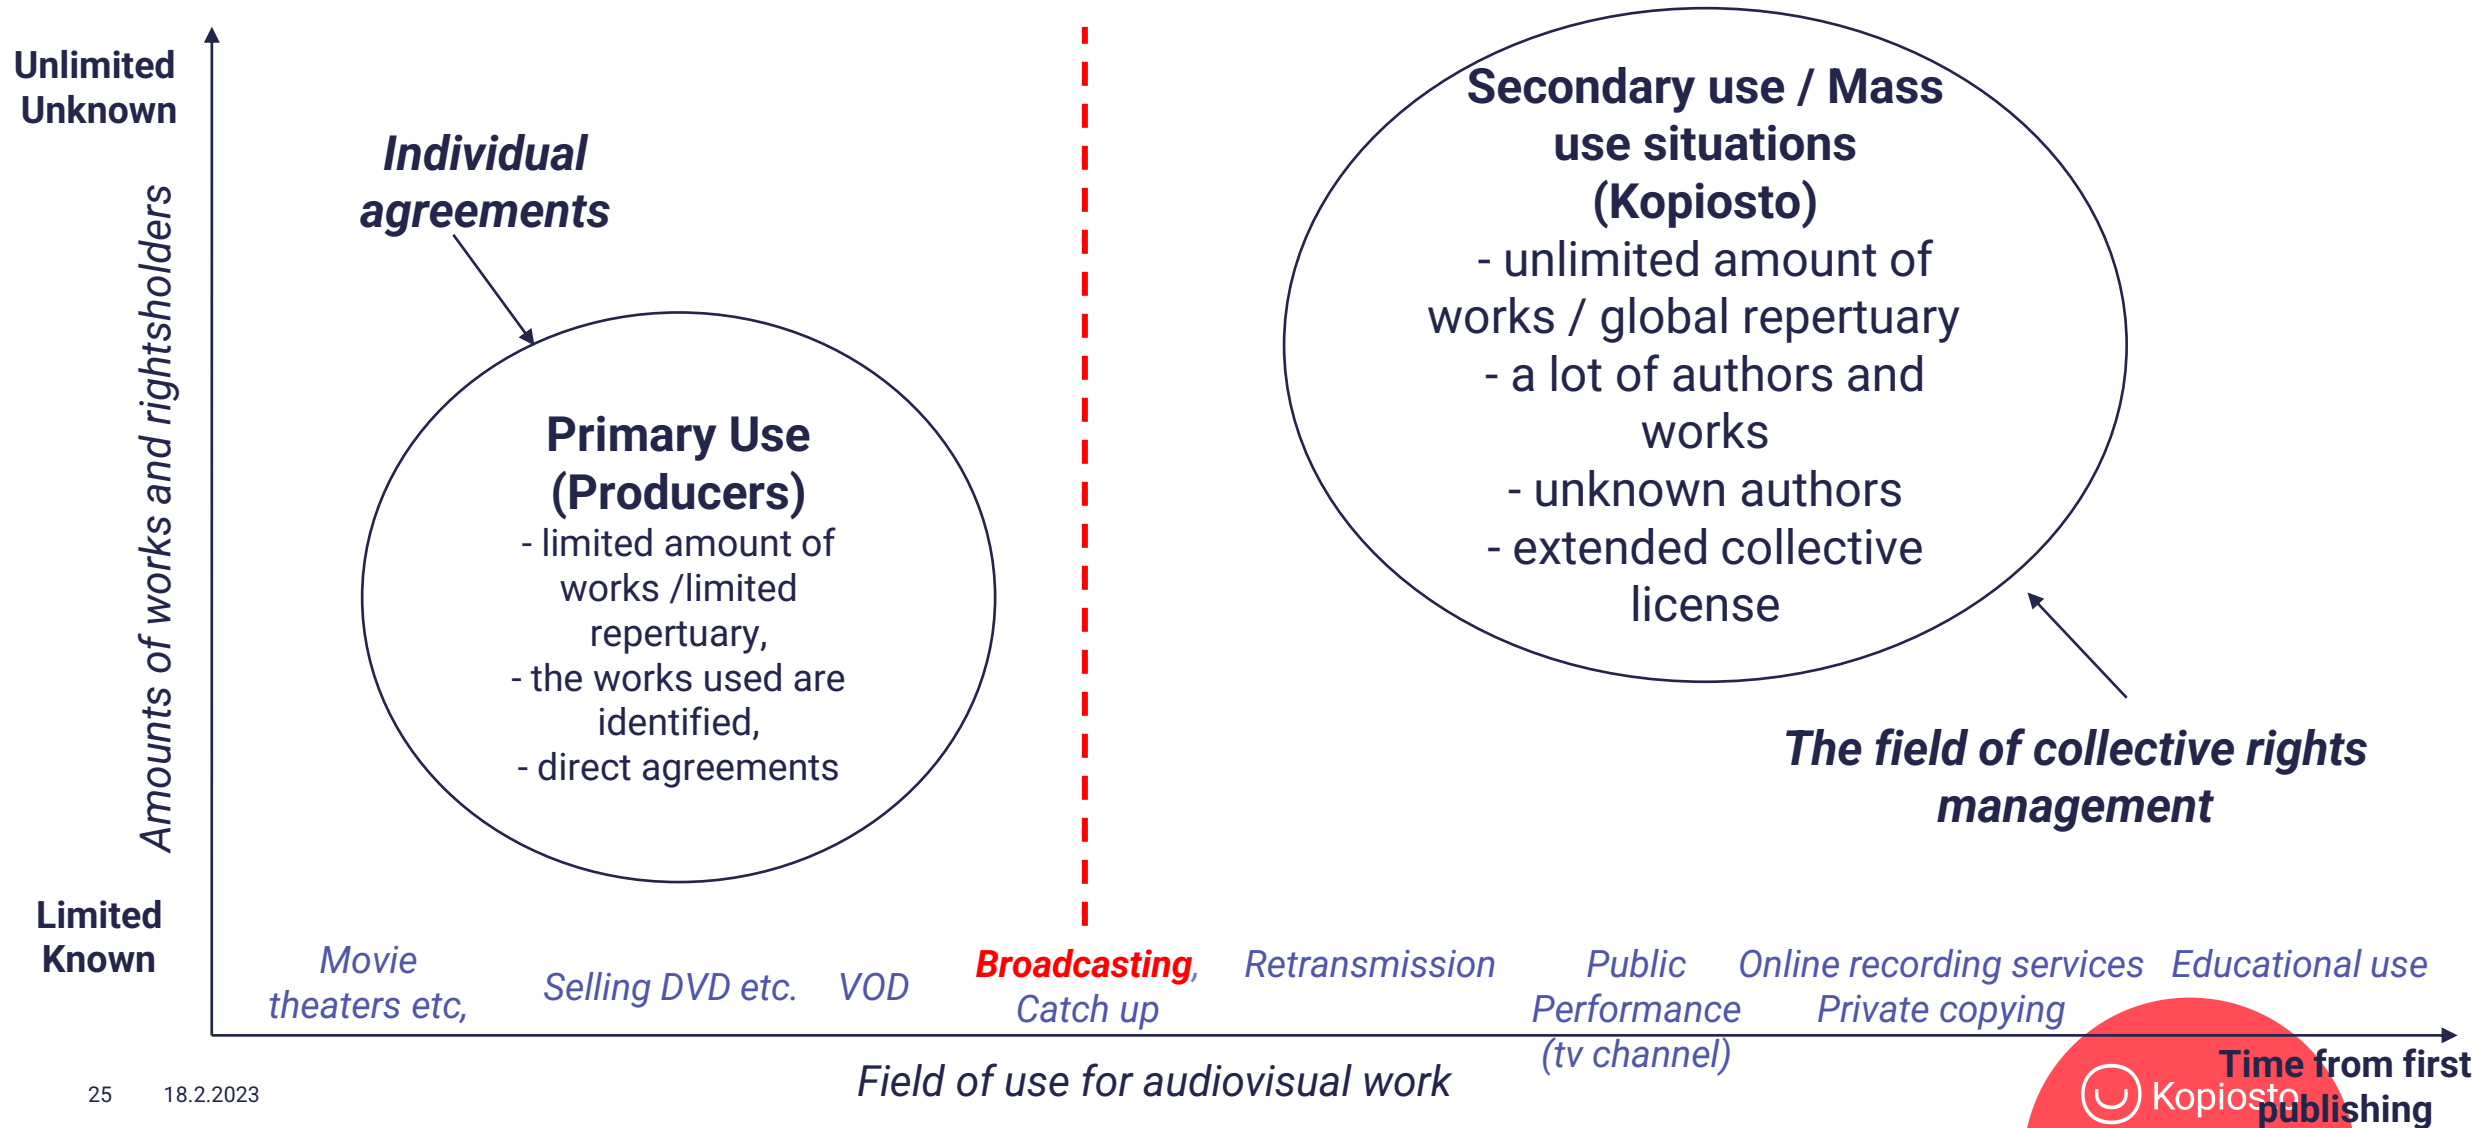 Unlimited
Unknown
Amounts of works and rightsholders
Limited
Known
Individual
agreements
Primary Use
(Producers)
- limited amount of
works /limited
repertuary,
- the works used are
identified,
- direct agreements
Secondary use / Mass
use situations
(Kopiosto)
- unlimited amount of
works / global repertuary
- a lot of authors and
works
- unknown authors
- extended collective
license
The field of collective rights
management
Movie
theaters etc,
Selling DVD etc.
VOD
Broadcasting,
Catch up
Retransmission
Public
Performance
(tv channel)
Online recording services
Private copying
Educational use
Field of use for audiovisual work
Time from first
publishing
Kopiosto
25
18.2.2023